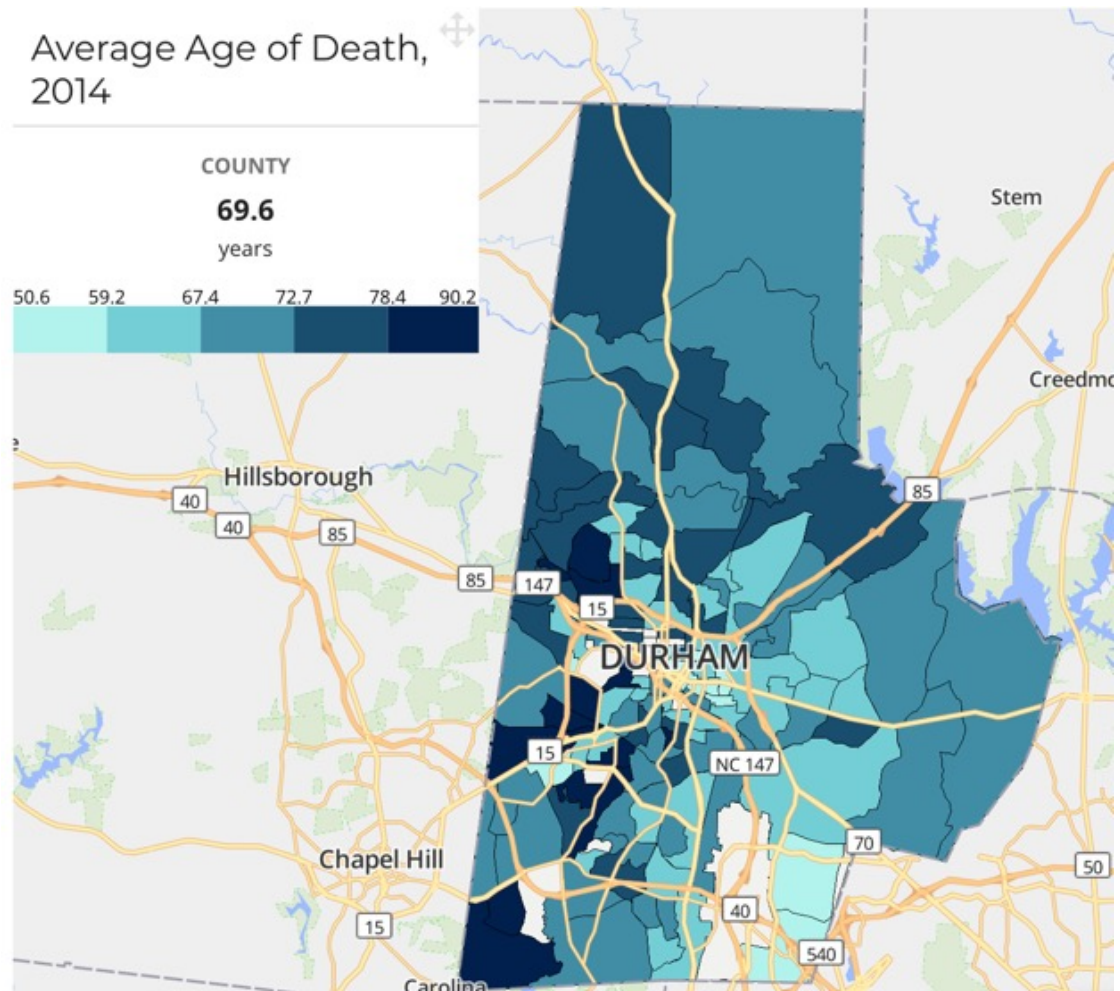 Average Age of Death,
2014
COUNTY
69.6
years
50.6 59.2 67.4 72.7 78.4 90.2
Stem
Creedmo
e
Hillsborough
40
40
85
85
85
147
15
DURHAM
15
NC 147
Chapel Hill
70
50
15
40
540
Carolina